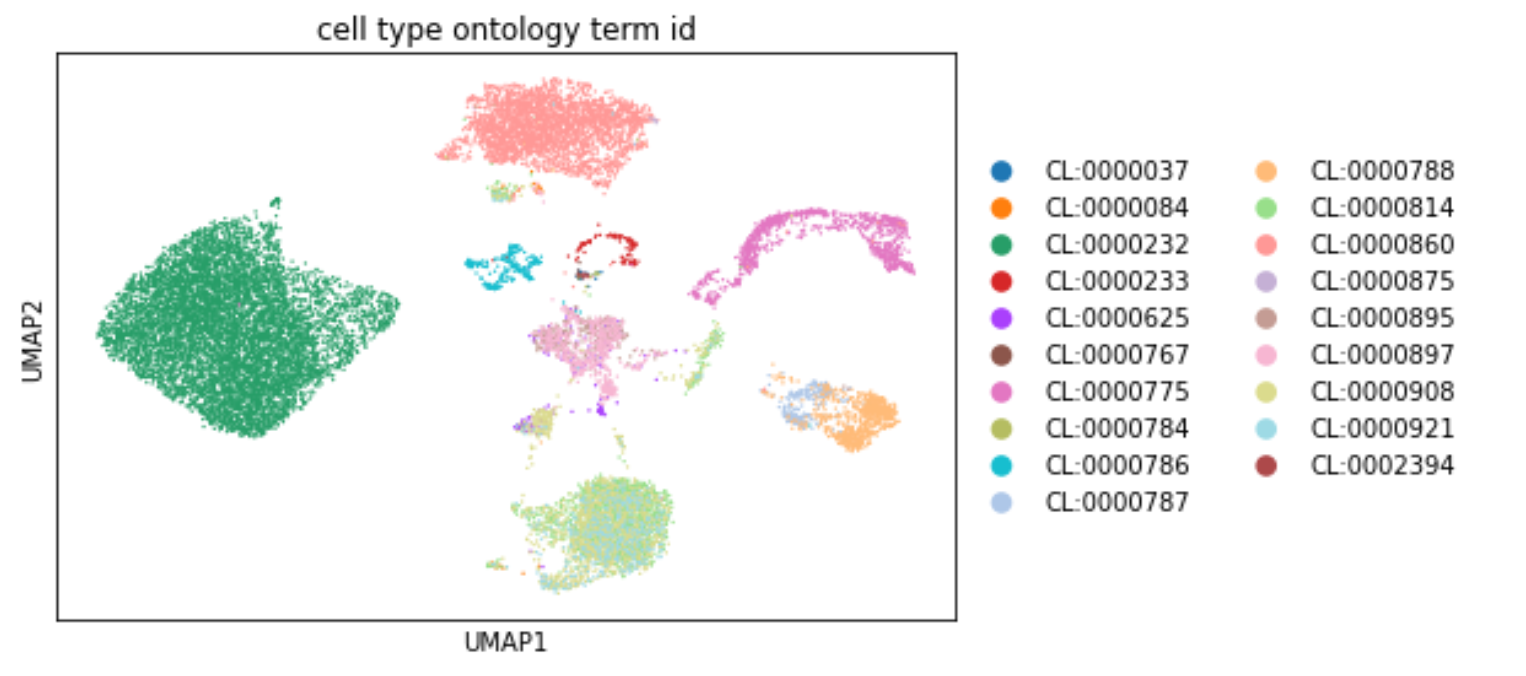 cell type ontology term id
UMAP2
UMAP1
CL:0000037
CL:0000084
CL:0000232
CL:0000233
CL:0000625
CL:0000767
CL:0000775
CL:0000784
CL:0000786
CL:0000787
CL:0000788
CL:0000814
CL:0000860
CL:0000875
CL:0000895
CL:0000897
CL:0000908
CL:0000921
CL:0002394